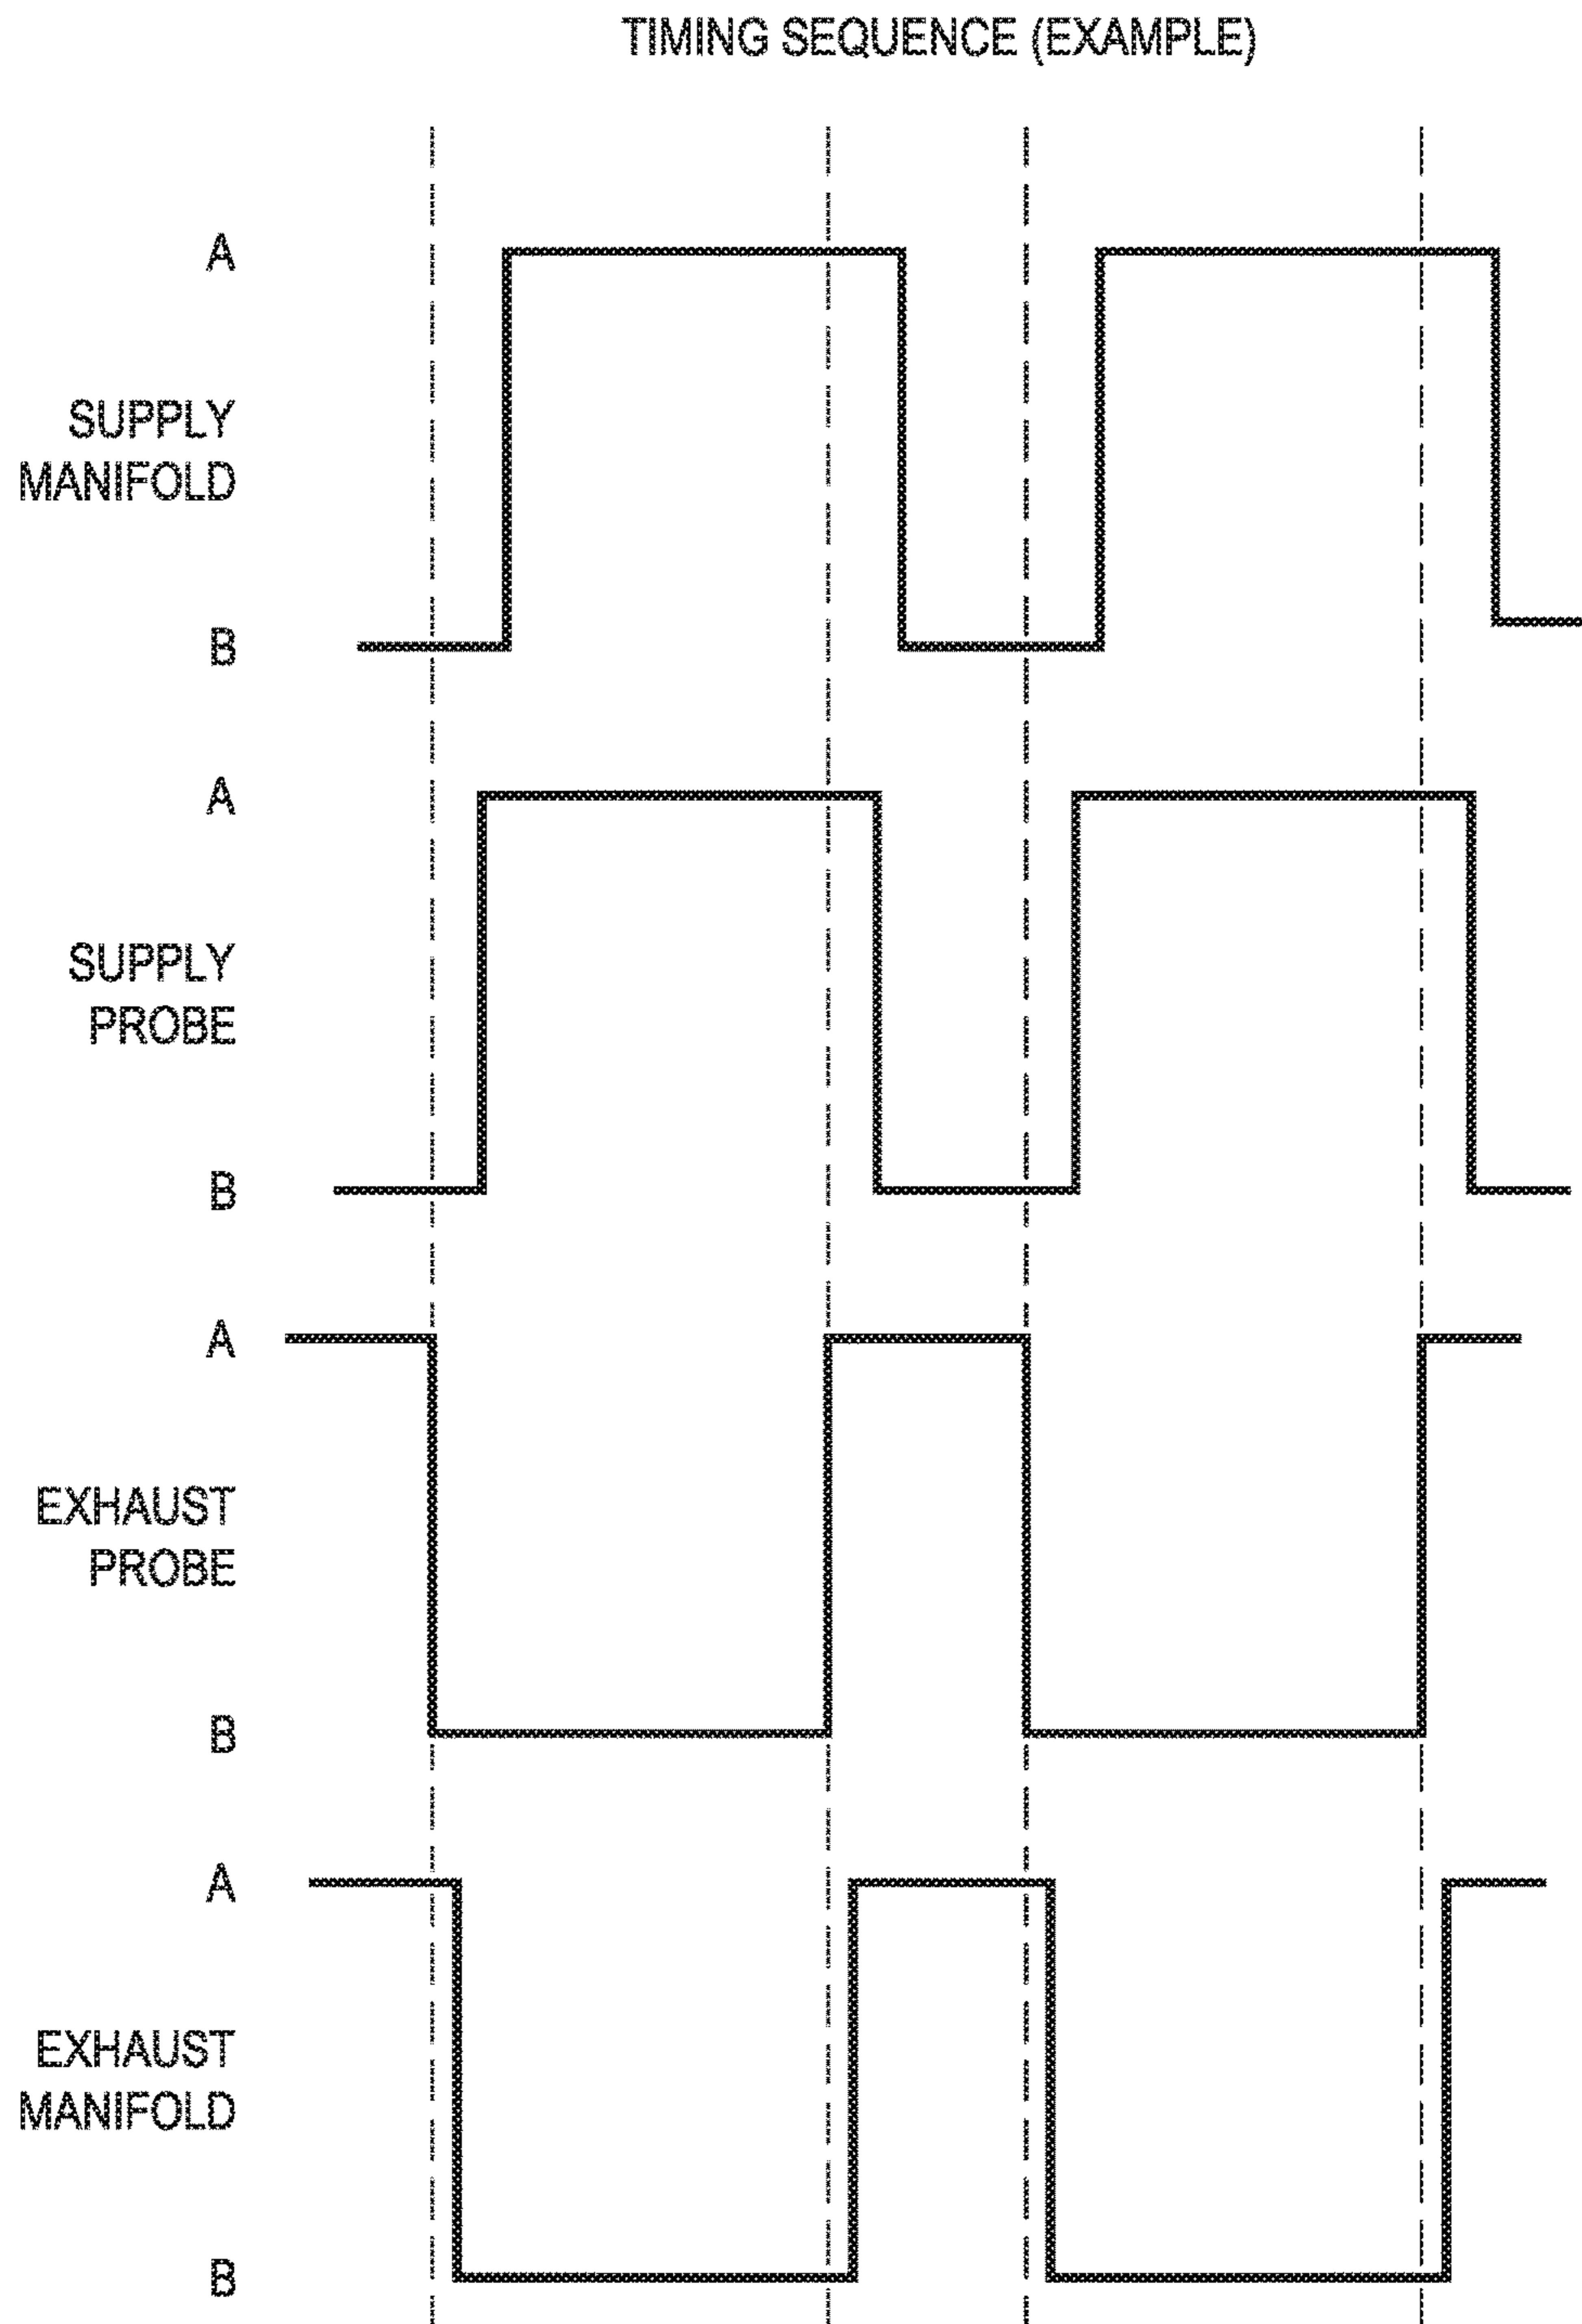 TIMING SEQUENCE (EXAMPLE)
A
SUPPLY
MANIFOLD
B
A
SUPPLY
PROBE
B
A
EXHAUST
PROBE
B
A
EXHAUST
MANIFOLD
B